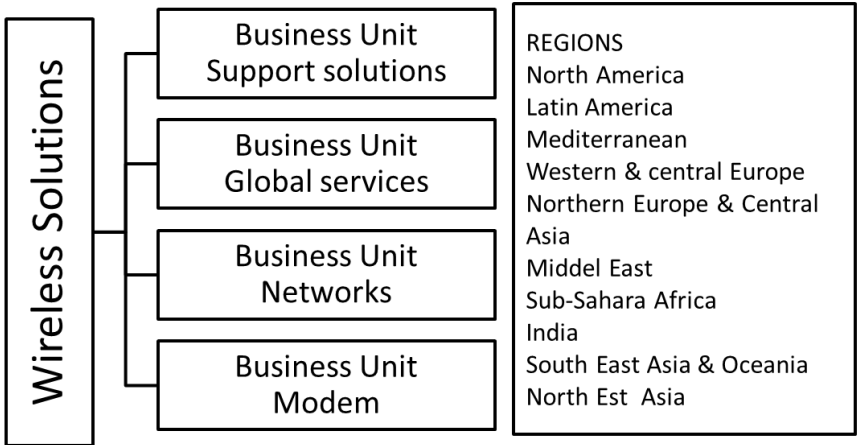 Wireless Solutions
Business Unit
Support solutions
Business Unit
Global services
Business Unit
Networks
Business Unit
Modem
REGIONS
North America
Latin America
Mediterranean
Western & central Europe
Northern Europe & Central
Asia
Middel East
Sub-Sahara Africa
India
South East Asia & Oceania
North Est  Asia